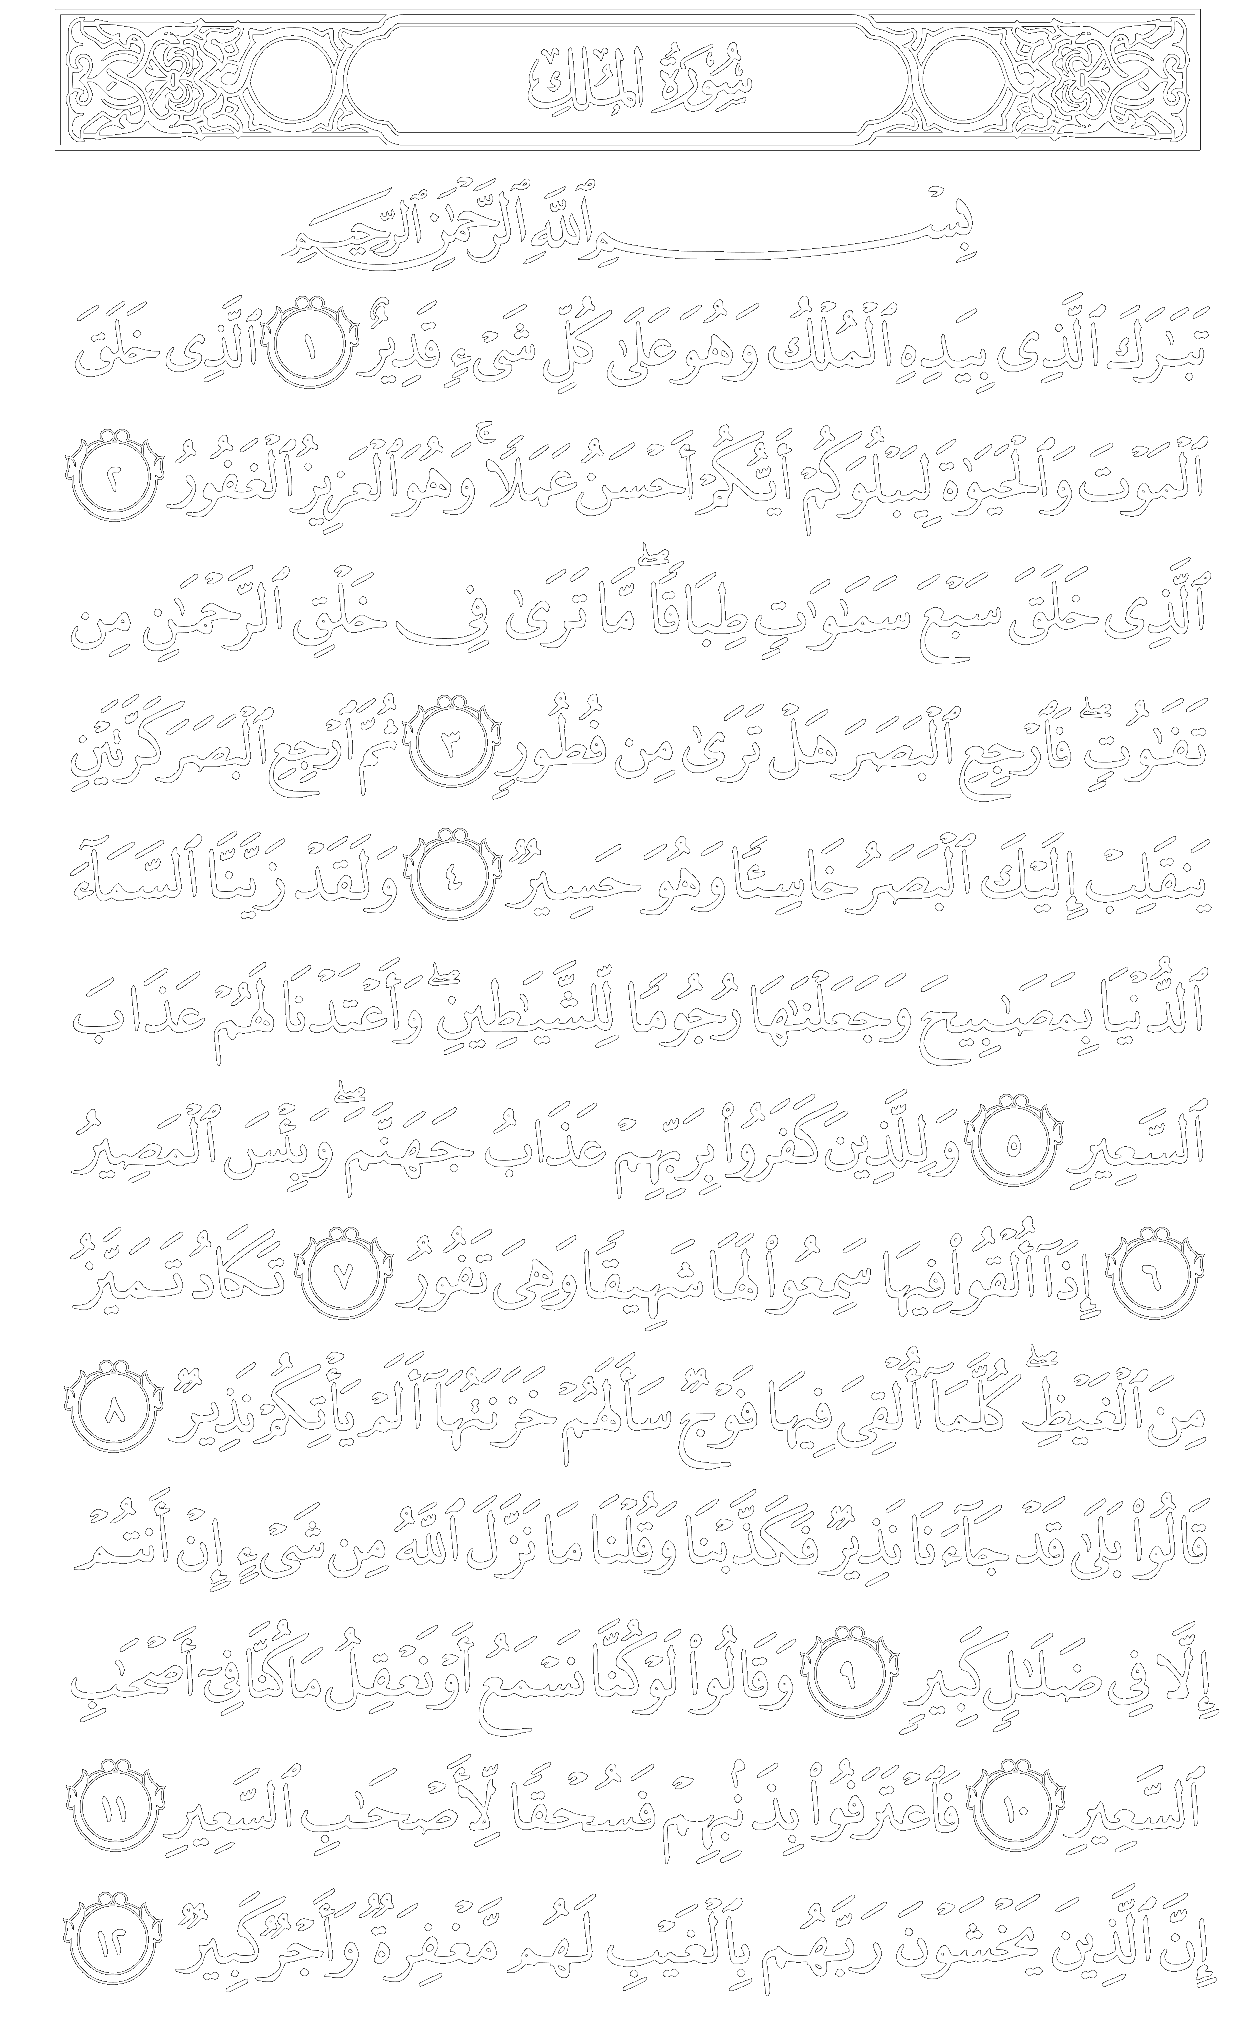 سُورَةُ المُلْكِ
بِسْمِ ٱللَّهِ ٱلرَّحْمَٰنِ ٱلرَّحِيمِ
تَبَـٰرَكَ ٱلَّذِى بِيَدِهِ ٱلْمُلْكُ وَهُوَ عَلَىٰ كُلِّ شَىْءٍ قَدِيرٌ ١ ٱلَّذِى خَلَقَ
ٱلْمَوْتَ وَٱلْحَيَوٰةَ لِيَبْلُوَكُمْ أَيُّكُمْ أَحْسَنُ عَمَلًا ۚ وَهُوَ ٱلْعَزِيزُ ٱلْغَفُورُ ٢
ٱلَّذِى خَلَقَ سَبْعَ سَمَـٰوَٰتٍ طِبَاقًا ۖ مَّا تَرَىٰ فِى خَلْقِ ٱلرَّحْمَـٰنِ مِن
تَفَـٰوُتٍ ۖ فَٱرْجِعِ ٱلْبَصَرَ هَلْ تَرَىٰ مِن فُطُورٍ ٣ ثُمَّ ٱرْجِعِ ٱلْبَصَرَ كَرَّتَيْنِ
يَنقَلِبْ إِلَيْكَ ٱلْبَصَرُ خَاسِئًا وَهُوَ حَسِيرٌ ٤ وَلَقَدْ زَيَّنَّا ٱلسَّمَآءَ
ٱلدُّنْيَا بِمَصَـٰبِيحَ وَجَعَلْنَـٰهَا رُجُومًا لِّلشَّيَـٰطِينِ ۖ وَأَعْتَدْنَا لَهُمْ عَذَابَ
ٱلسَّعِيرِ ٥ وَلِلَّذِينَ كَفَرُوا۟ بِرَبِّهِمْ عَذَابُ جَهَنَّمَ ۖ وَبِئْسَ ٱلْمَصِيرُ
٦ إِذَآ أُلْقُوا۟ فِيهَا سَمِعُوا۟ لَهَا شَهِيقًا وَهِىَ تَفُورُ ٧ تَكَادُ تَمَيَّزُ
مِنَ ٱلْغَيْظِ ۖ كُلَّمَآ أُلْقِىَ فِيهَا فَوْجٌ سَأَلَهُمْ خَزَنَتُهَآ أَلَمْ يَأْتِكُمْ نَذِيرٌ ٨
قَالُوا۟ بَلَىٰ قَدْ جَآءَنَا نَذِيرٌ فَكَذَّبْنَا وَقُلْنَا مَا نَزَّلَ ٱللَّهُ مِن شَىْءٍ إِنْ أَنتُمْ
إِلَّا فِى ضَلَـٰلٍ كَبِيرٍ ٩ وَقَالُوا۟ لَوْ كُنَّا نَسْمَعُ أَوْ نَعْقِلُ مَا كُنَّا فِىٓ أَصْحَـٰبِ
ٱلسَّعِيرِ ١٠ فَٱعْتَرَفُوا۟ بِذَنۢبِهِمْ فَسُحْقًا لِّأَصْحَـٰبِ ٱلسَّعِيرِ ١١
إِنَّ ٱلَّذِينَ يَخْشَوْنَ رَبَّهُم بِٱلْغَيْبِ لَهُم مَّغْفِرَةٌ وَأَجْرٌ كَبِيرٌ ١٢